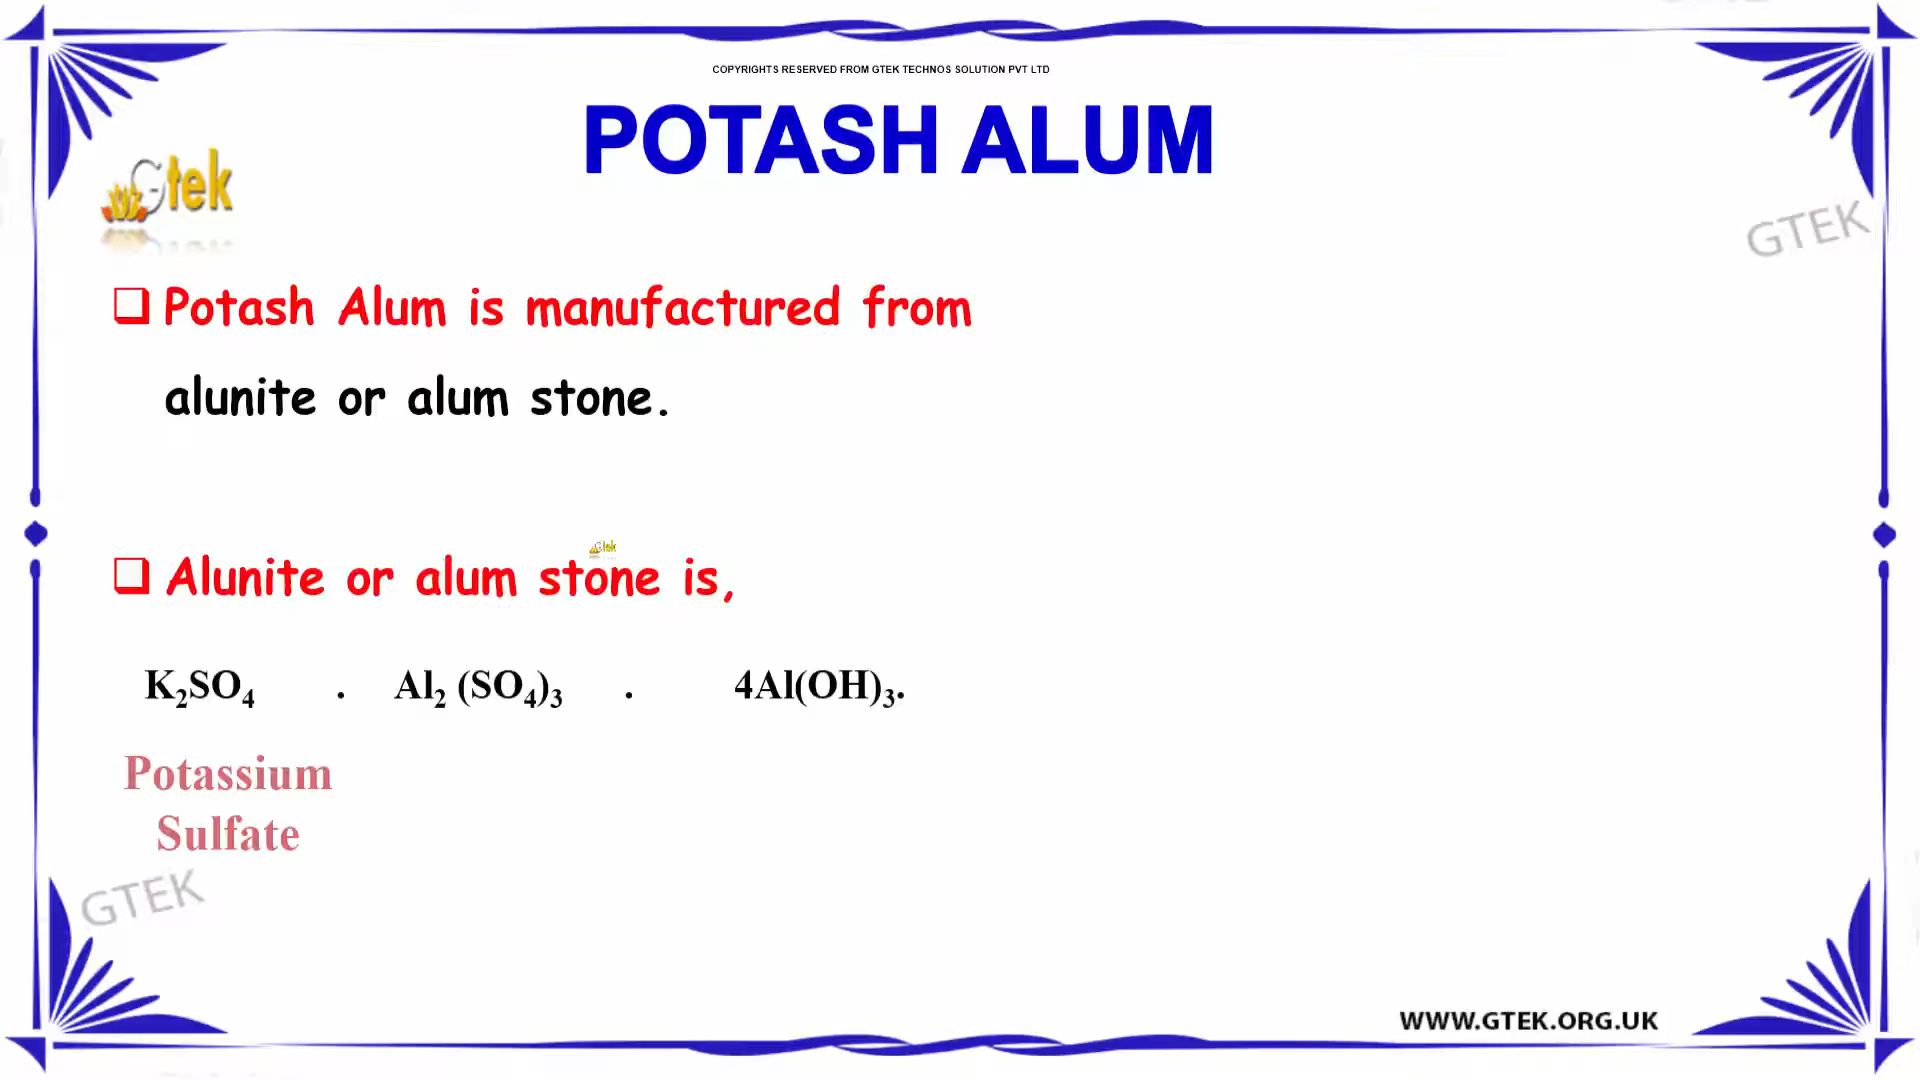 COPYRIGHTS RESERVED FROM GTEK TECHNOS SOLUTION PVT LTD
POTASH ALUM
Gtek
GTEK
❑ Potash Alum is manufactured from
alunite or alum stone.
Gtek
❑ Alunite or alum stone is,
K₂SO₄ . Al₂ (SO₄)₃ . 4Al(OH)₃.
Potassium
Sulfate
GTEK
WWW.GTEK.ORG.UK